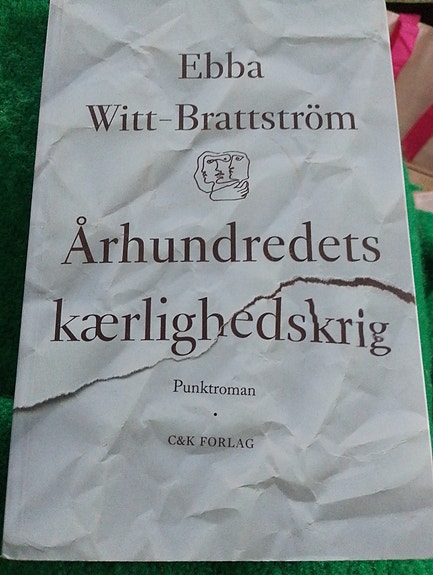 Ebba
Witt-Brattström
Århundredets
kærlighedskrig
Punktroman
C&K FORLAG